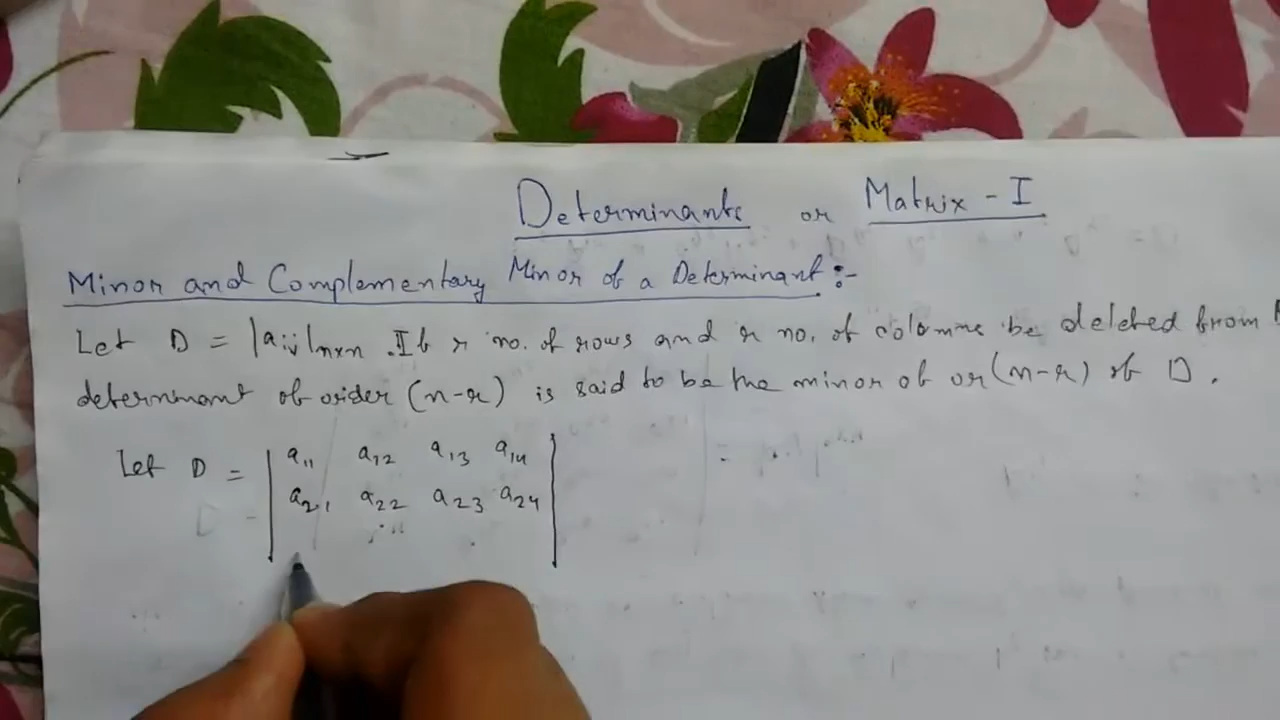 Determinants or Matrix - I
Minor and Complementary Minor of a Determinant :-
Let D = |aij|n×n . If r no. of rows and r no. of columns be deleted from
determinant of order (n-r) is said to be the minor of or (n-r) of D.
Let D = | a11 a12 a13 a14 |
a21 a22 a23 a24